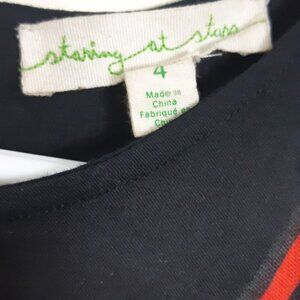 staring at stars
4
Made in
China
Fabriqué en